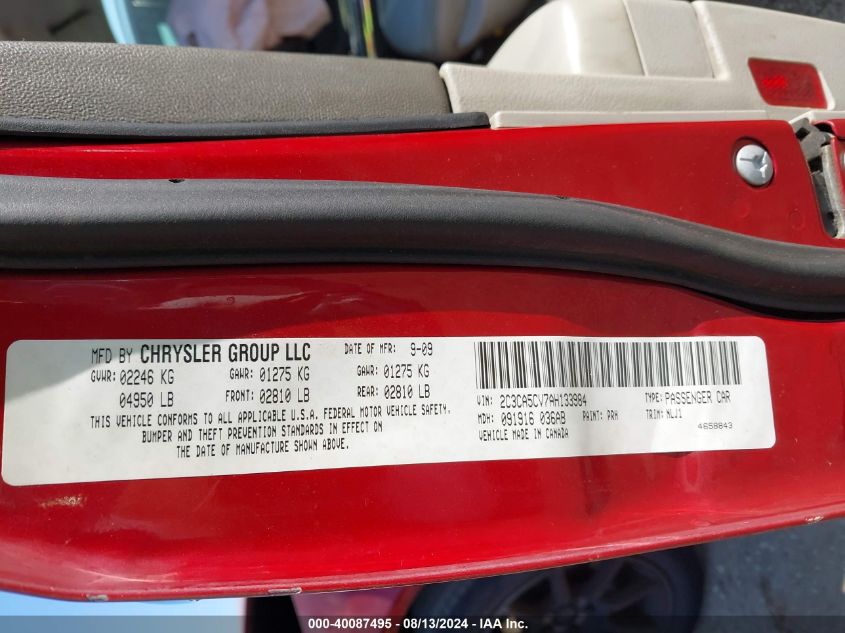 MFD BY CHRYSLER GROUP LLC DATE OF MFR: 9-09
GVWR: 02246 KG GAWR: 01275 KG GAWR: 01275 KG
04950 LB FRONT: 02810 LB REAR: 02810 LB
THIS VEHICLE CONFORMS TO ALL APPLICABLE U.S.A. FEDERAL MOTOR VEHICLE SAFETY,
BUMPER AND THEFT PREVENTION STANDARDS IN EFFECT ON
THE DATE OF MANUFACTURE SHOWN ABOVE.
VIN: 2C3CA5CV7AH133984 TYPE: PASSENGER CAR
MDH: 091916 036AB PAINT: PRH TRIM: NLJ1
VEHICLE MADE IN CANADA 4658843
000-40087495 - 08/13/2024 - IAA Inc.